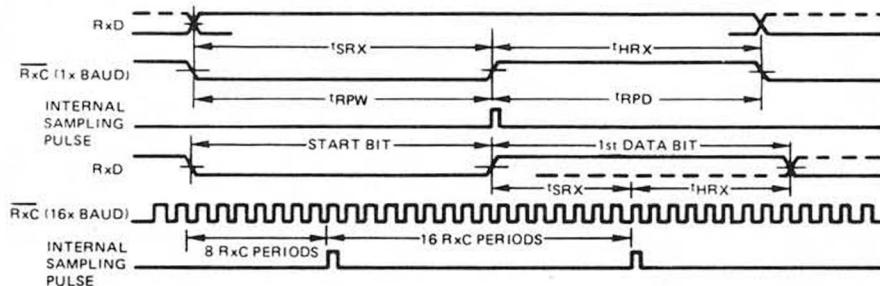 RxD
tSRX
tHRX
RxC (1x BAUD)
tRPW
tRPD
INTERNAL
SAMPLING
PULSE
START BIT
1st DATA BIT
RxD
tSRX
tHRX
RxC (16x BAUD)
8 RxC PERIODS
16 RxC PERIODS
INTERNAL
SAMPLING
PULSE